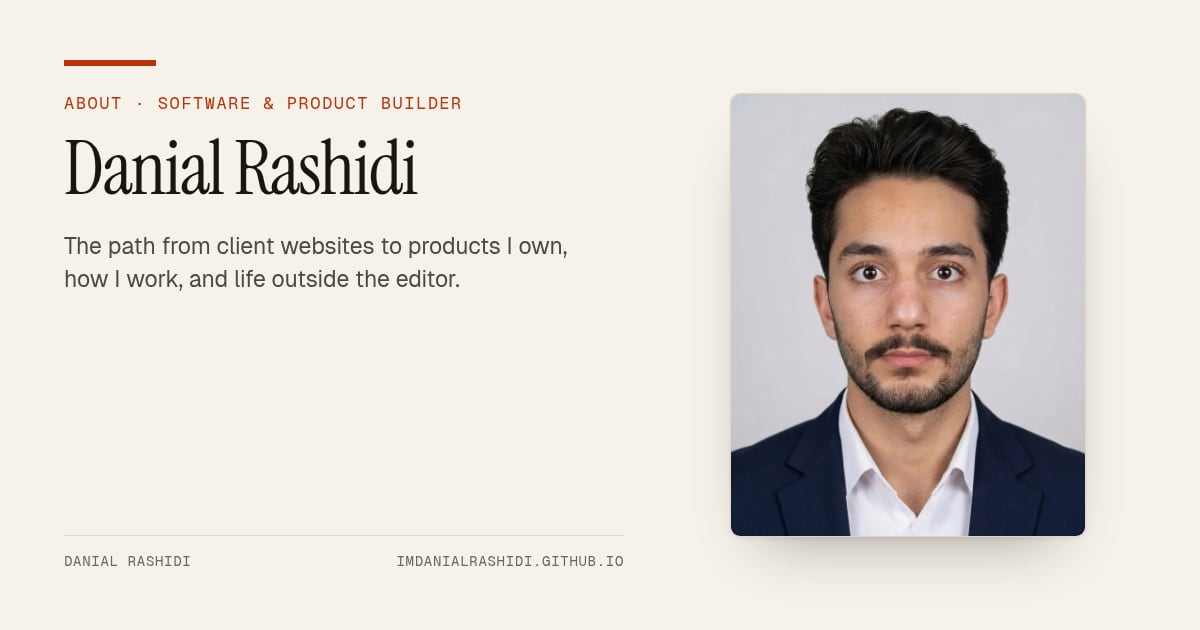 ABOUT · SOFTWARE & PRODUCT BUILDER
Danial Rashidi
The path from client websites to products I own,
how I work, and life outside the editor.
DANIAL RASHIDI
IMDANIALRASHIDI.GITHUB.IO